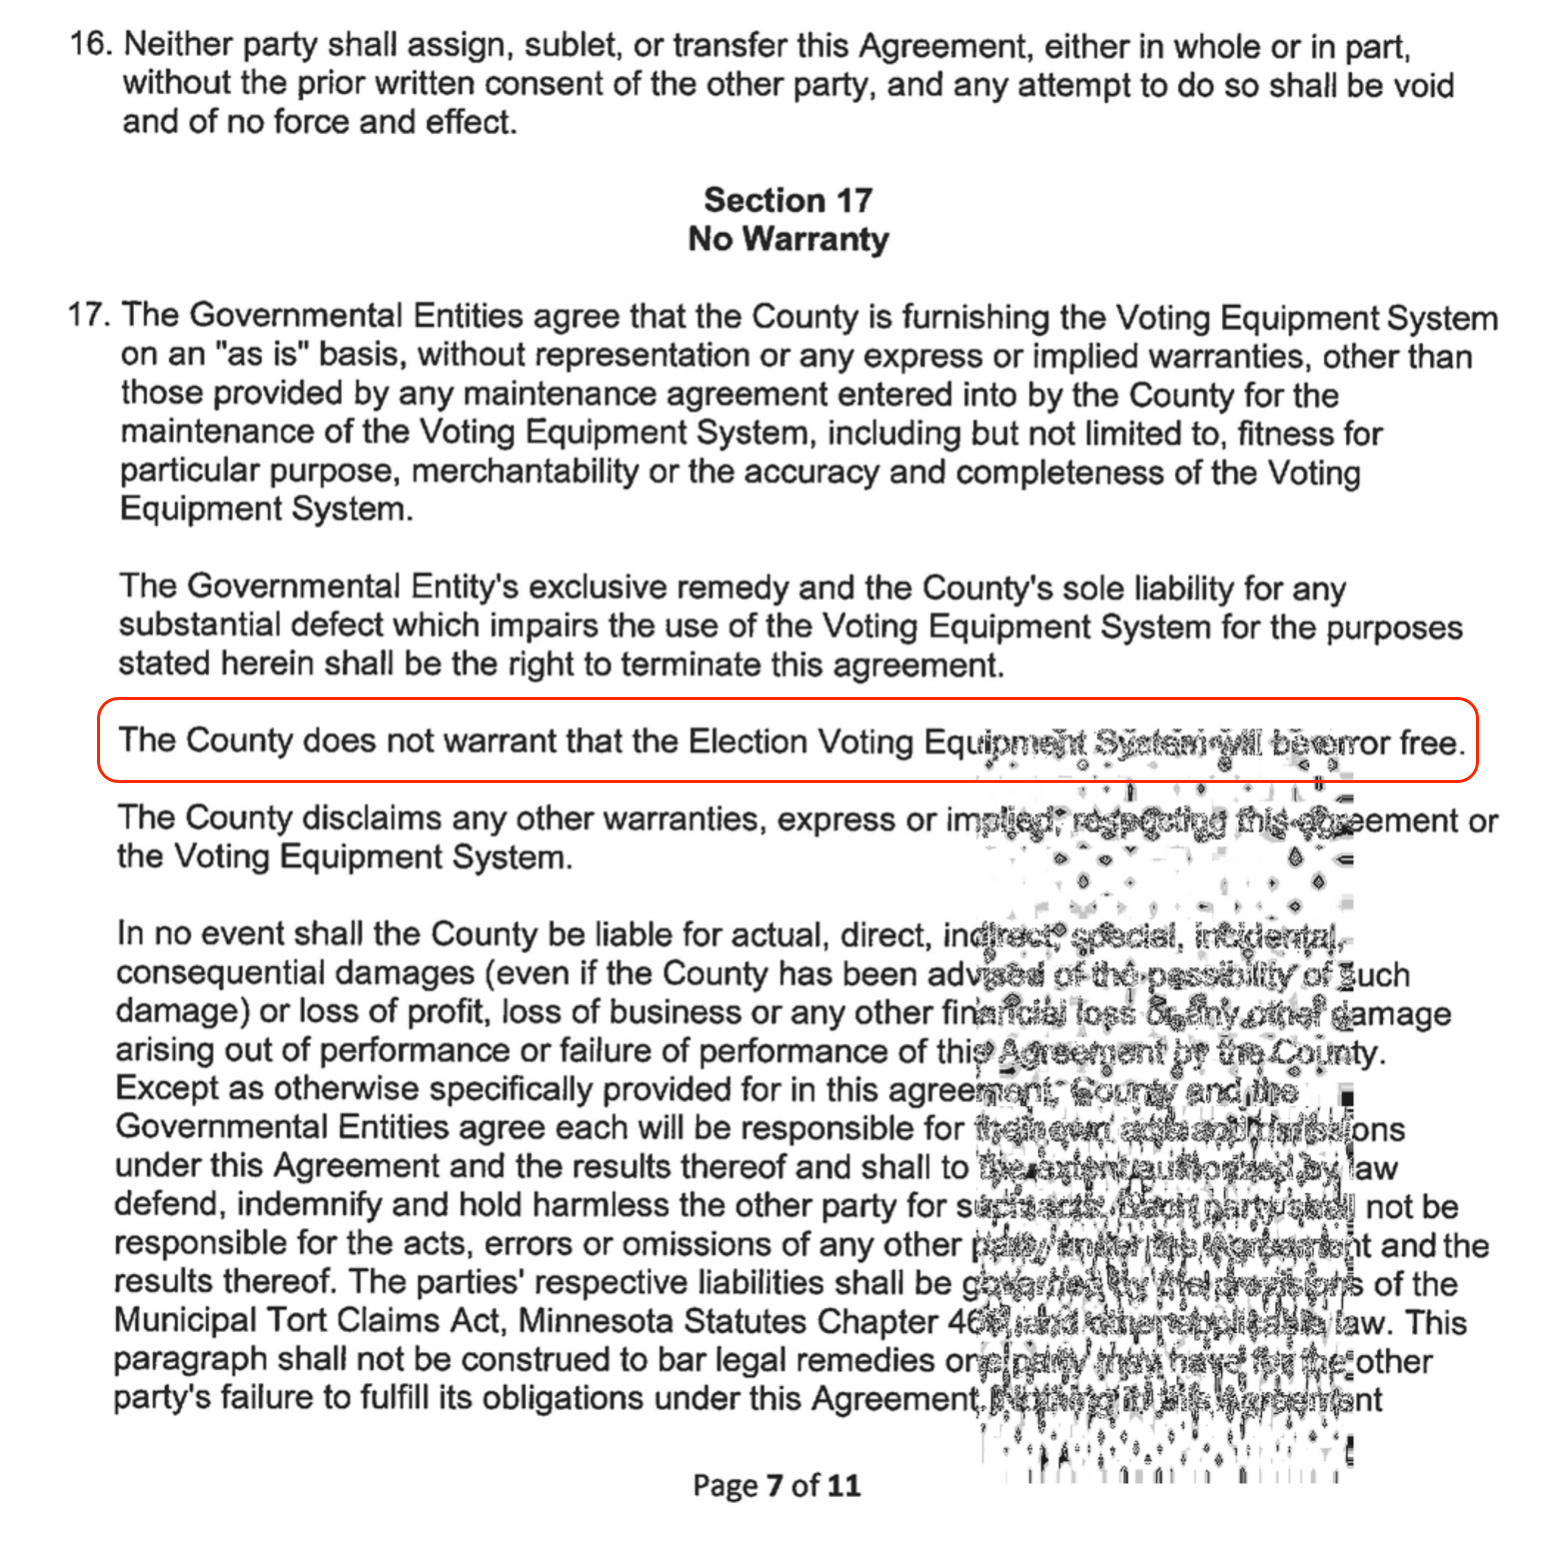 16. Neither party shall assign, sublet, or transfer this Agreement, either in whole or in part,
without the prior written consent of the other party, and any attempt to do so shall be void
and of no force and effect.
Section 17
No Warranty
17. The Governmental Entities agree that the County is furnishing the Voting Equipment System
on an "as is" basis, without representation or any express or implied warranties, other than
those provided by any maintenance agreement entered into by the County for the
maintenance of the Voting Equipment System, including but not limited to, fitness for
particular purpose, merchantability or the accuracy and completeness of the Voting
Equipment System.
The Governmental Entity's exclusive remedy and the County's sole liability for any
substantial defect which impairs the use of the Voting Equipment System for the purposes
stated herein shall be the right to terminate this agreement.
The County does not warrant that the Election Voting Equipment System will be error free.
The County disclaims any other warranties, express or implied, respecting this agreement or
the Voting Equipment System.
In no event shall the County be liable for actual, direct, indirect, special, incidental,
consequential damages (even if the County has been advised of the possibility of such
damage) or loss of profit, loss of business or any other financial loss or any other damage
arising out of performance or failure of performance of this Agreement by the County.
Except as otherwise specifically provided for in this agreement, County and the
Governmental Entities agree each will be responsible for their own
under this Agreement and the results thereof and shall to the extent authorized by law
defend, indemnify and hold harmless the other party for not be
responsible for the acts, errors or omissions of any other party under this Agreement and the
results thereof. The parties' respective liabilities shall be of the
Municipal Tort Claims Act, Minnesota Statutes Chapter and other applicable law. This
paragraph shall not be construed to bar legal remedies one party may have for the other
party's failure to fulfill its obligations under this Agreement. Nothing in this Agreement
Page 7 of 11